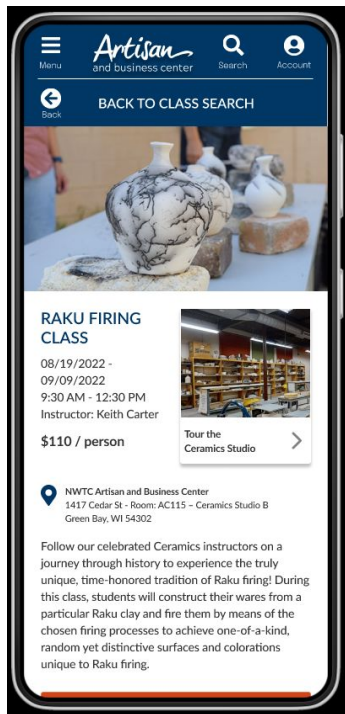 Menu
Artisan
and business center
Search
Account
Back
BACK TO CLASS SEARCH
RAKU FIRING
CLASS
08/19/2022 -
09/09/2022
9:30 AM - 12:30 PM
Instructor: Keith Carter
$110 / person
Tour the
Ceramics Studio
NWTC Artisan and Business Center
1417 Cedar St - Room: AC115 – Ceramics Studio B
Green Bay, WI 54302
Follow our celebrated Ceramics instructors on a
journey through history to experience the truly
unique, time-honored tradition of Raku firing! During
this class, students will construct their wares from a
particular Raku clay and fire them by means of the
chosen firing processes to achieve one-of-a-kind,
random yet distinctive surfaces and colorations
unique to Raku firing.